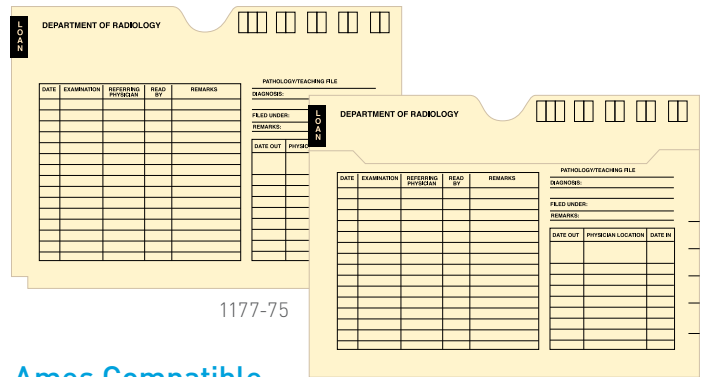 LOAN
DEPARTMENT OF RADIOLOGY
PATHOLOGY/TEACHING FILE
DATE EXAMINATION REFERRING PHYSICIAN READ BY REMARKS
DIAGNOSIS:
FILED UNDER:
REMARKS:
DATE OUT
1177-75
LOAN
DEPARTMENT OF RADIOLOGY
PATHOLOGY/TEACHING FILE
DATE EXAMINATION REFERRING PHYSICIAN READ BY REMARKS
DIAGNOSIS:
FILED UNDER:
REMARKS:
DATE OUT PHYSICIAN LOCATION DATE IN
Ames Compatible